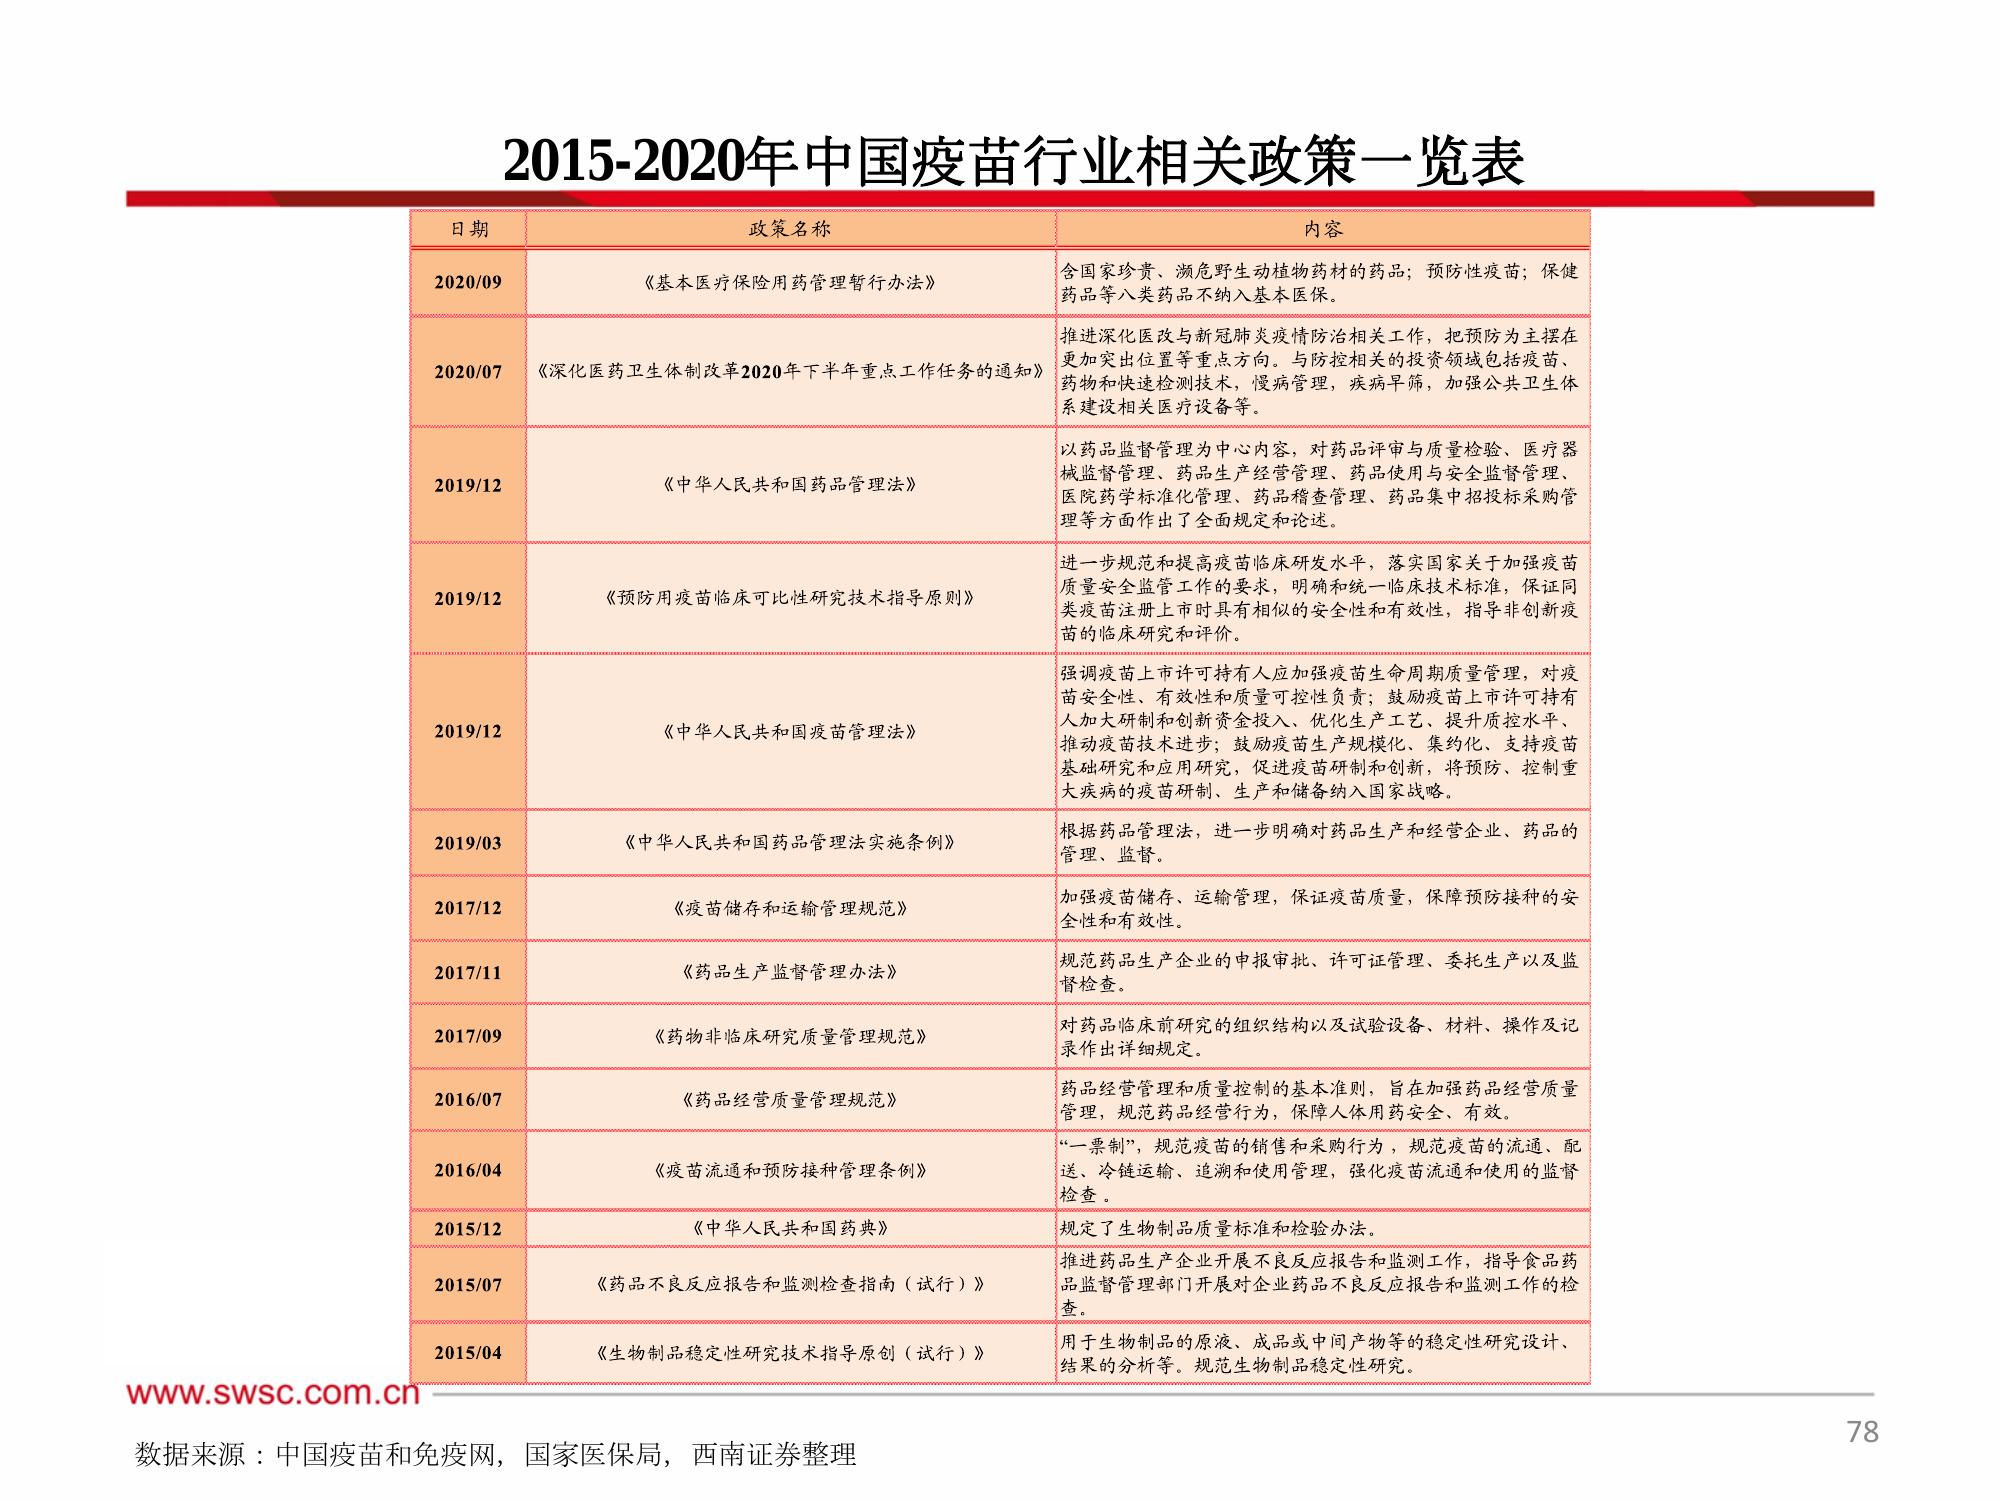 2015-2020年中国疫苗行业相关政策一览表
日期 政策名称 内容
2020/09 《基本医疗保险用药管理暂行办法》 含国家珍贵、濒危野生动植物药材的药品；预防性疫苗；保健
药品等八类药品不纳入基本医保。
2020/07 《深化医药卫生体制改革2020年下半年重点工作任务的通知》 推进深化医改与新冠肺炎疫情防治相关工作，把预防为主摆在
更加突出位置等重点方向。与防控相关的投资领域包括疫苗、
药物和快速检测技术，慢病管理，疾病早筛，加强公共卫生体
系建设相关医疗设备等。
2019/12 《中华人民共和国药品管理法》 以药品监督管理为中心内容，对药品评审与质量检验、医疗器
械监督管理、药品生产经营管理、药品使用与安全监督管理、
医院药学标准化管理、药品稽查管理、药品集中招投标采购管
理等方面作出了全面规定和论述。
2019/12 《预防用疫苗临床可比性研究技术指导原则》 进一步规范和提高疫苗临床研发水平，落实国家关于加强疫苗
质量安全监管工作的要求，明确和统一临床技术标准，保证同
类疫苗注册上市时具有相似的安全性和有效性，指导非创新疫
苗的临床研究和评价。
2019/12 《中华人民共和国疫苗管理法》 强调疫苗上市许可持有人应加强疫苗生命周期质量管理，对疫
苗安全性、有效性和质量可控性负责；鼓励疫苗上市许可持有
人加大研制和创新资金投入、优化生产工艺、提升质控水平、
推动疫苗技术进步；鼓励疫苗生产规模化、集约化、支持疫苗
基础研究和应用研究，促进疫苗研制和创新，将预防、控制重
大疾病的疫苗研制、生产和储备纳入国家战略。
2019/03 《中华人民共和国药品管理法实施条例》 根据药品管理法，进一步明确对药品生产和经营企业、药品的
管理、监督。
2017/12 《疫苗储存和运输管理规范》 加强疫苗储存、运输管理，保证疫苗质量，保障预防接种的安
全性和有效性。
2017/11 《药品生产监督管理办法》 规范药品生产企业的申报审批、许可证管理、委托生产以及监
督检查。
2017/09 《药物非临床研究质量管理规范》 对药品临床前研究的组织结构以及试验设备、材料、操作及记
录作出详细规定。
2016/07 《药品经营质量管理规范》 药品经营管理和质量控制的基本准则，旨在加强药品经营质量
管理，规范药品经营行为，保障人体用药安全、有效。
2016/04 《疫苗流通和预防接种管理条例》 “一票制”，规范疫苗的销售和采购行为，规范疫苗的流通、配
送、冷链运输、追溯和使用管理，强化疫苗流通和使用的监督
检查。
2015/12 《中华人民共和国药典》 规定了生物制品质量标准和检验办法。
2015/07 《药品不良反应报告和监测检查指南（试行）》 推进药品生产企业开展不良反应报告和监测工作，指导食品药
品监督管理部门开展对企业药品不良反应报告和监测工作的检
查。
2015/04 《生物制品稳定性研究技术指导原创（试行）》 用于生物制品的原液、成品或中间产物等的稳定性研究设计、
结果的分析等。规范生物制品稳定性研究。
www.swsc.com.cn
78
数据来源：中国疫苗和免疫网，国家医保局，西南证券整理